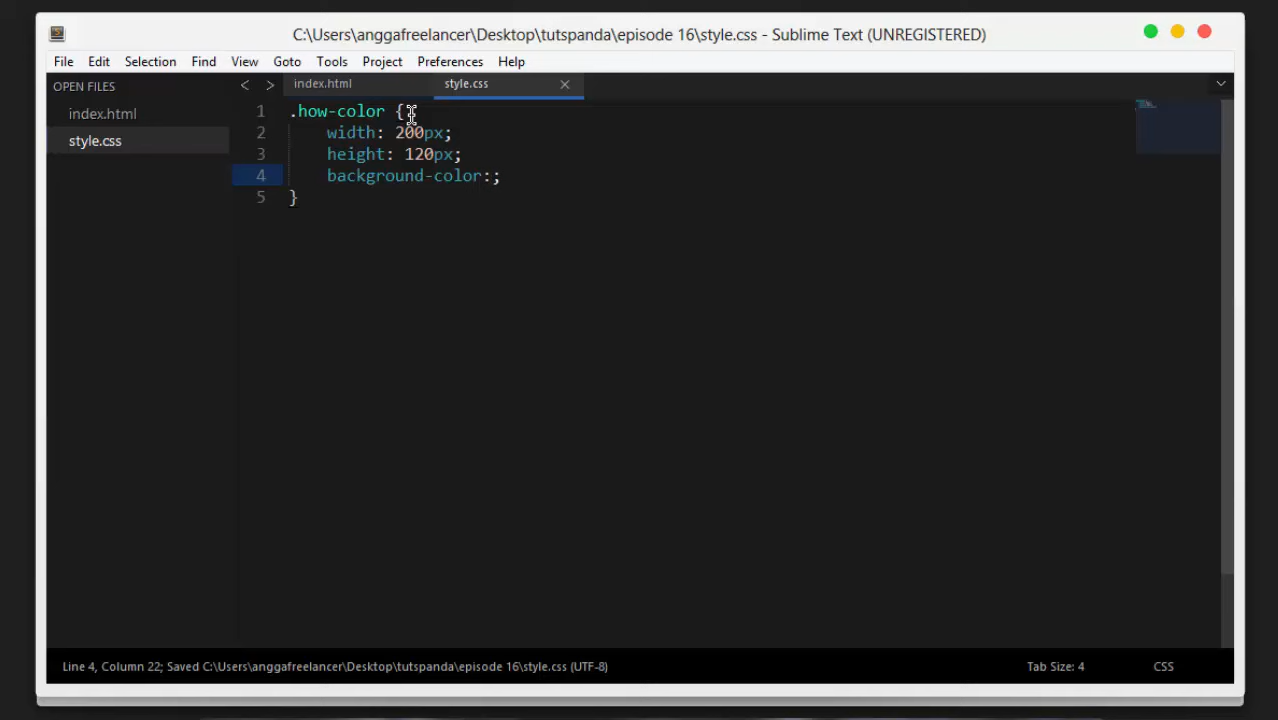 C:\Users\anggafreelancer\Desktop\tutspanda\episode 16\style.css - Sublime Text (UNREGISTERED)
File Edit Selection Find View Goto Tools Project Preferences Help
OPEN FILES
index.html
style.css
< > index.html style.css
1 .how-color {
2 width: 200px;
3 height: 120px;
4 background-color:;
5 }
Line 4, Column 22; Saved C:\Users\anggafreelancer\Desktop\tutspanda\episode 16\style.css (UTF-8) Tab Size: 4 CSS